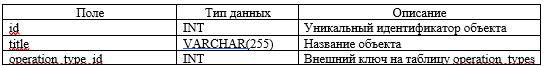 Поле Тип данных Описание
id INT Уникальный идентификатор объекта
title VARCHAR(255) Название объекта
operation_type_id INT Внешний ключ на таблицу operation_types